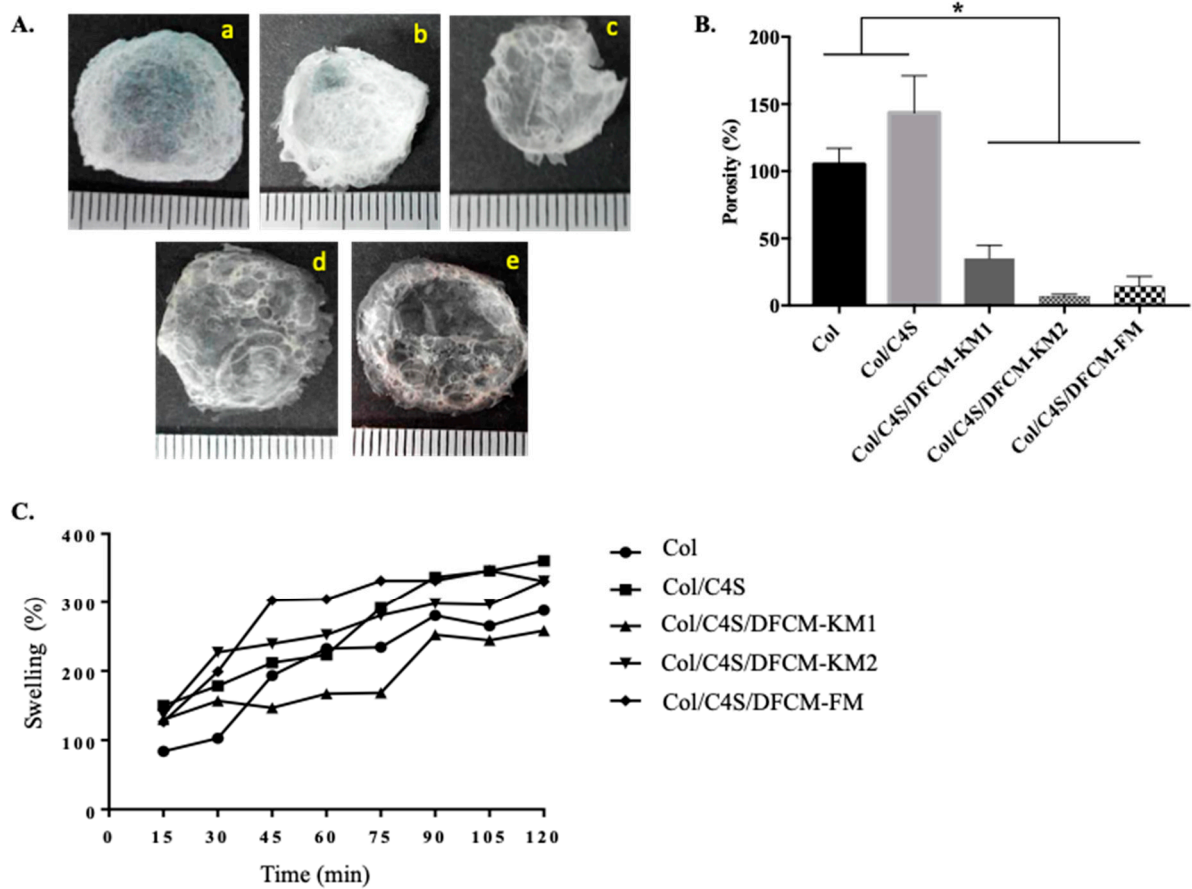 A.
a
b
c
d
e
B.
*
Porosity (%)
200
150
100
50
0
Col
Col/C4S
Col/C4S/DFCM-KM1
Col/C4S/DFCM-KM2
Col/C4S/DFCM-FM
C.
Swelling (%)
400
300
200
100
0
0 15 30 45 60 75 90 105 120
Time (min)
Col
Col/C4S
Col/C4S/DFCM-KM1
Col/C4S/DFCM-KM2
Col/C4S/DFCM-FM